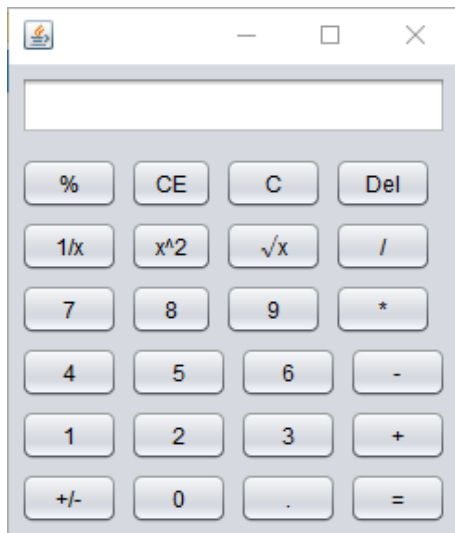 % CE C Del
1/x x^2 √x /
7 8 9 *
4 5 6 -
1 2 3 +
+/- 0 . =